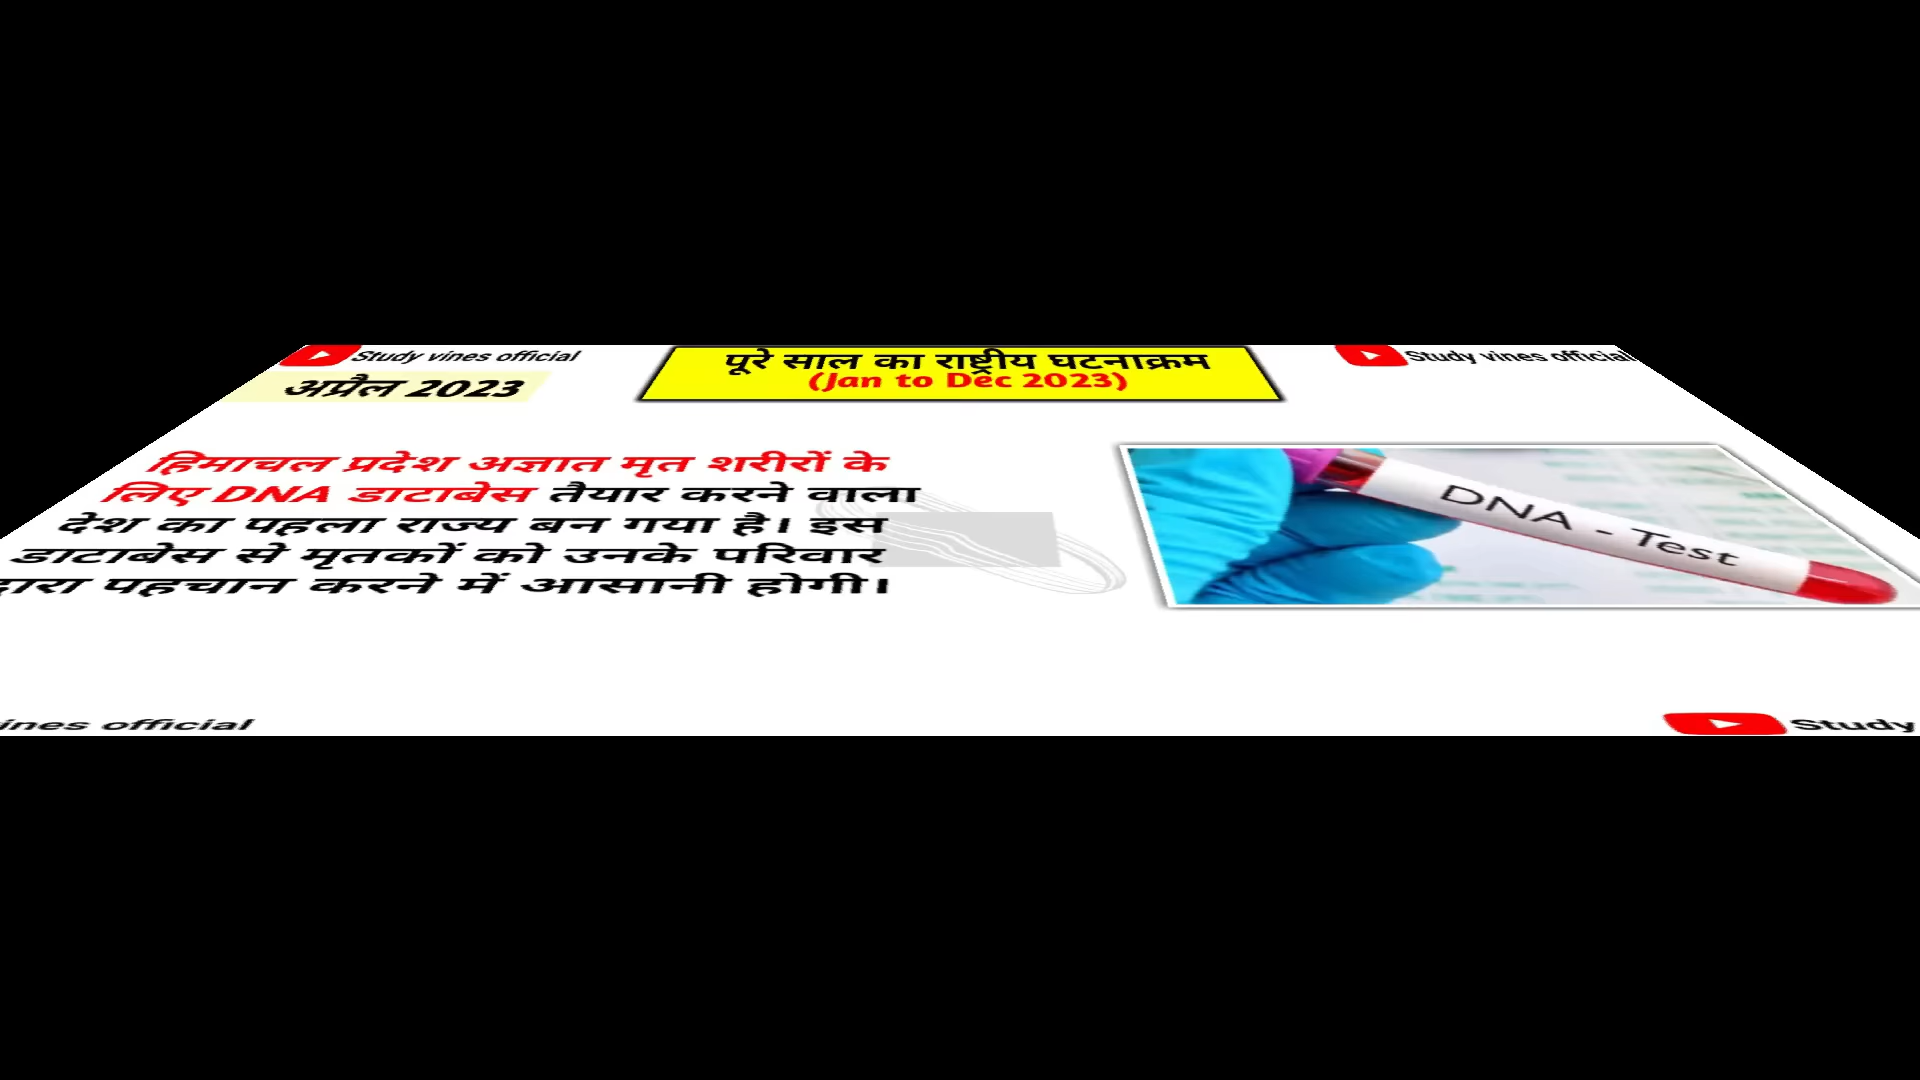 Study vines official
पूरे साल का राष्ट्रीय घटनाक्रम
(Jan to Dec 2023)
Study vines official
अप्रैल 2023
हिमाचल प्रदेश अज्ञात मृत शरीरों के
लिए DNA डाटाबेस तैयार करने वाला
देश का पहला राज्य बन गया है। इस
डाटाबेस से मृतकों को उनके परिवार
द्वारा पहचान करने में आसानी होगी।
DNA - Test
vines official
Study